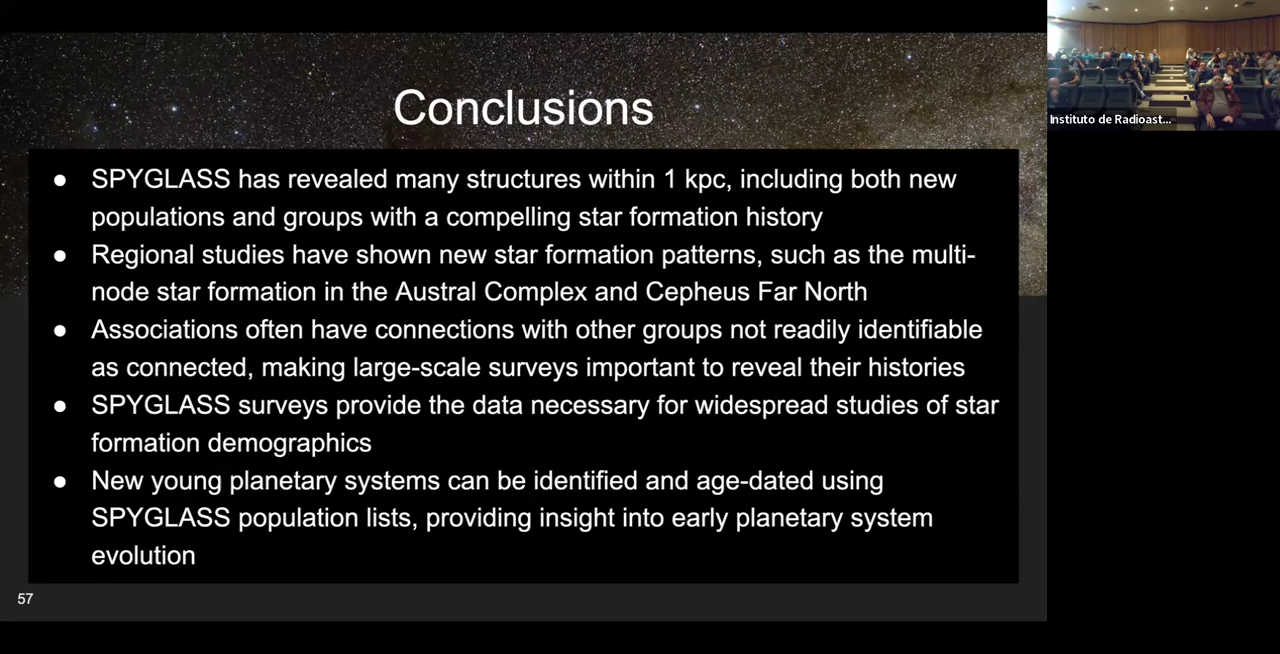 Conclusions
● SPYGLASS has revealed many structures within 1 kpc, including both new
populations and groups with a compelling star formation history
● Regional studies have shown new star formation patterns, such as the multi-
node star formation in the Austral Complex and Cepheus Far North
● Associations often have connections with other groups not readily identifiable
as connected, making large-scale surveys important to reveal their histories
● SPYGLASS surveys provide the data necessary for widespread studies of star
formation demographics
● New young planetary systems can be identified and age-dated using
SPYGLASS population lists, providing insight into early planetary system
evolution
57
Instituto de Radioast...